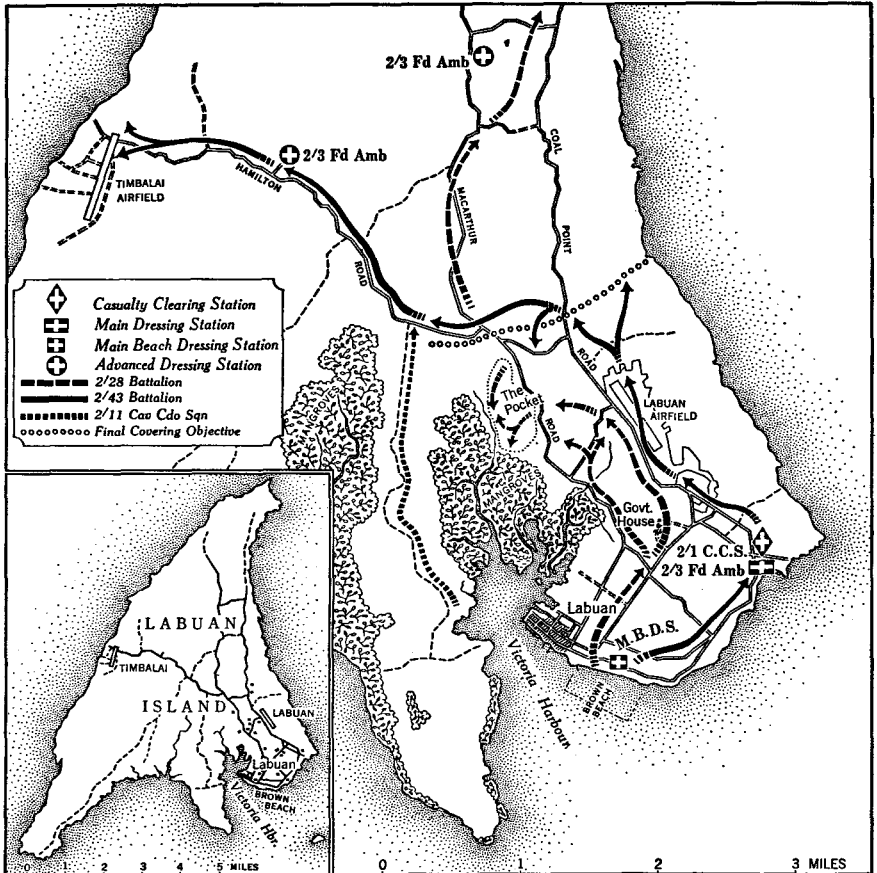 2/3 Fd Amb
2/3 Fd Amb
HAMILTON
ROAD
TIMBALAI
AIRFIELD
MACARTHUR
COAL
POINT
ROAD
Casualty Clearing Station
Main Dressing Station
Main Beach Dressing Station
Advanced Dressing Station
2/28 Battalion
2/43 Battalion
2/11 Cav Cdo Sqn
Final Covering Objective
MANGROVES
The
Pocket
ROAD
LABUAN
AIRFIELD
MANGROVES
Govt.
House
2/1 C.C.S.
2/3 Fd Amb
Labuan
M.B.D.S.
BROWN
BEACH
Victoria Harbour
LABUAN
ISLAND
TIMBALAI
LABUAN
Labuan
BROWN
BEACH
Victoria Hbr.
0 1 2 3 4 5 MILES
0 1 2 3 MILES